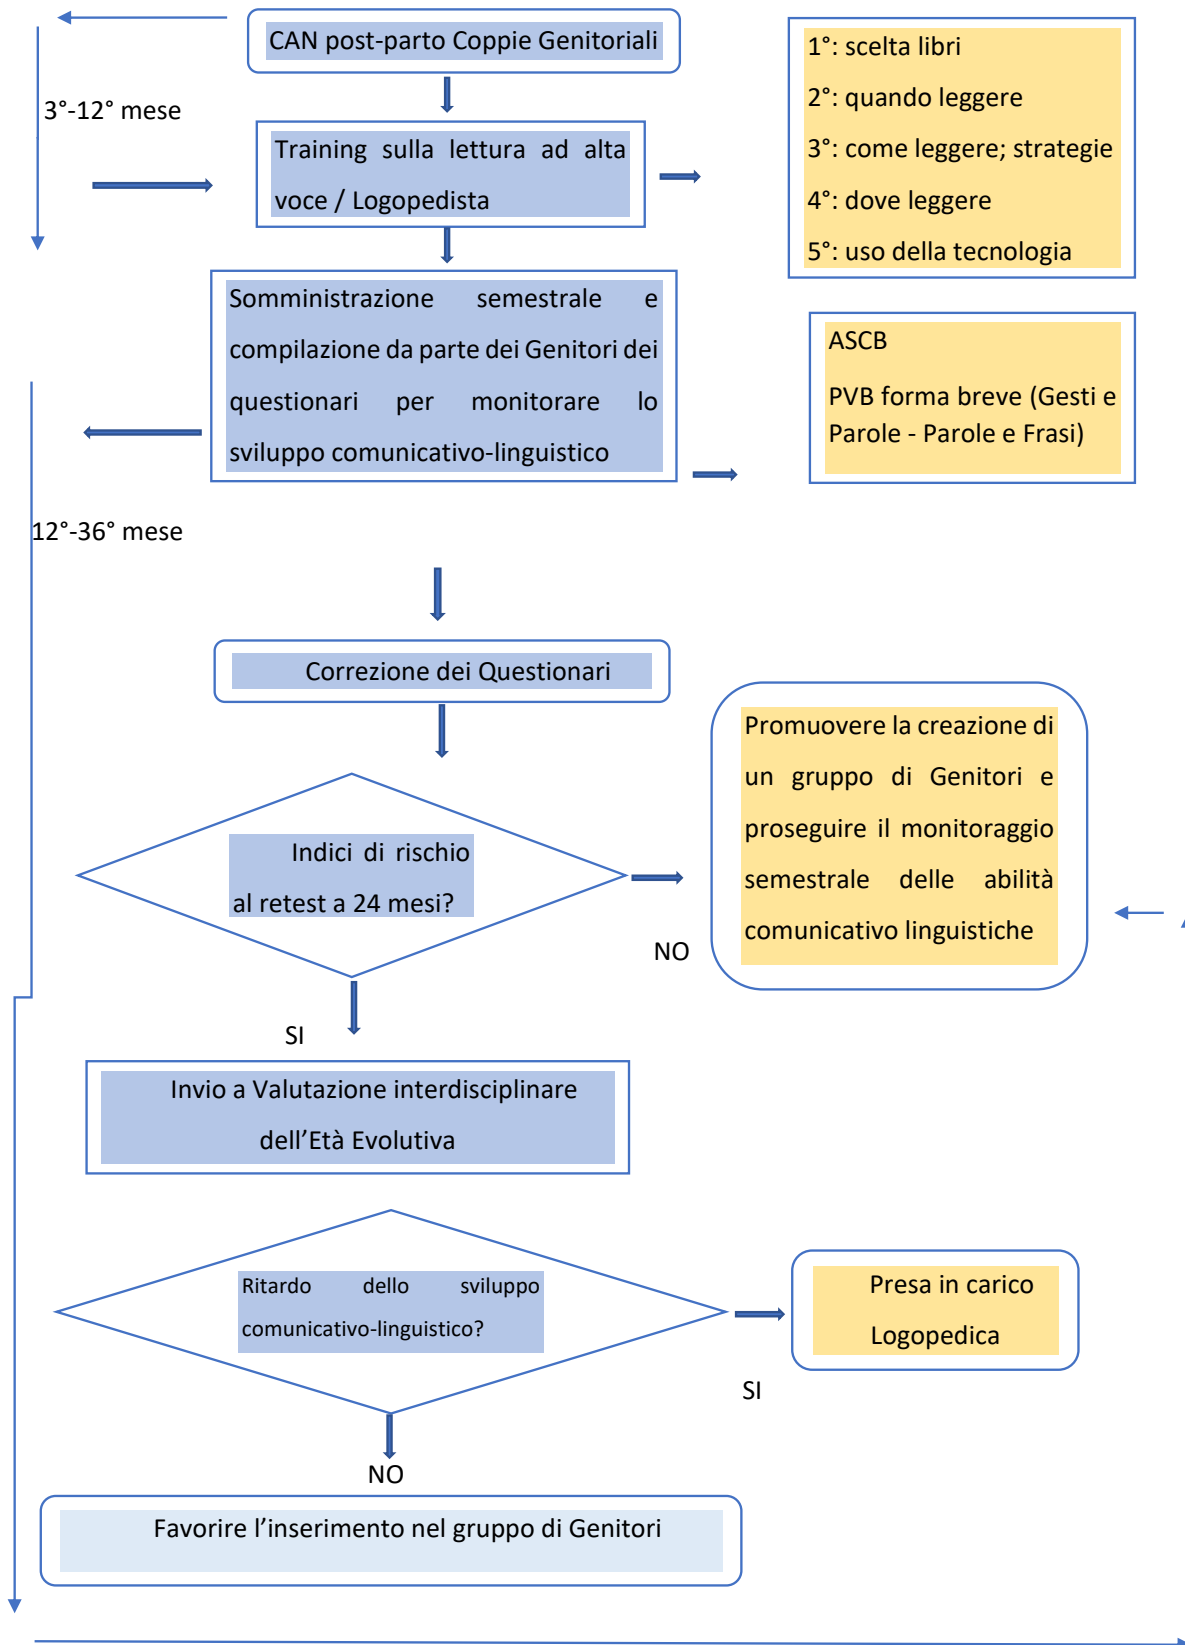 CAN post-parto Coppie Genitoriali
3°-12° mese
Training sulla lettura ad alta
voce / Logopedista
1°: scelta libri
2°: quando leggere
3°: come leggere; strategie
4°: dove leggere
5°: uso della tecnologia
Somministrazione semestrale e
compilazione da parte dei Genitori dei
questionari per monitorare lo
sviluppo comunicativo-linguistico
ASCB
PVB forma breve (Gesti e
Parole - Parole e Frasi)
12°-36° mese
Correzione dei Questionari
Indici di rischio
al retest a 24 mesi?
NO
Promuovere la creazione di
un gruppo di Genitori e
proseguire il monitoraggio
semestrale delle abilità
comunicativo linguistiche
SI
Invio a Valutazione interdisciplinare
dell’Età Evolutiva
Ritardo dello sviluppo
comunicativo-linguistico?
SI
Presa in carico
Logopedica
NO
Favorire l’inserimento nel gruppo di Genitori